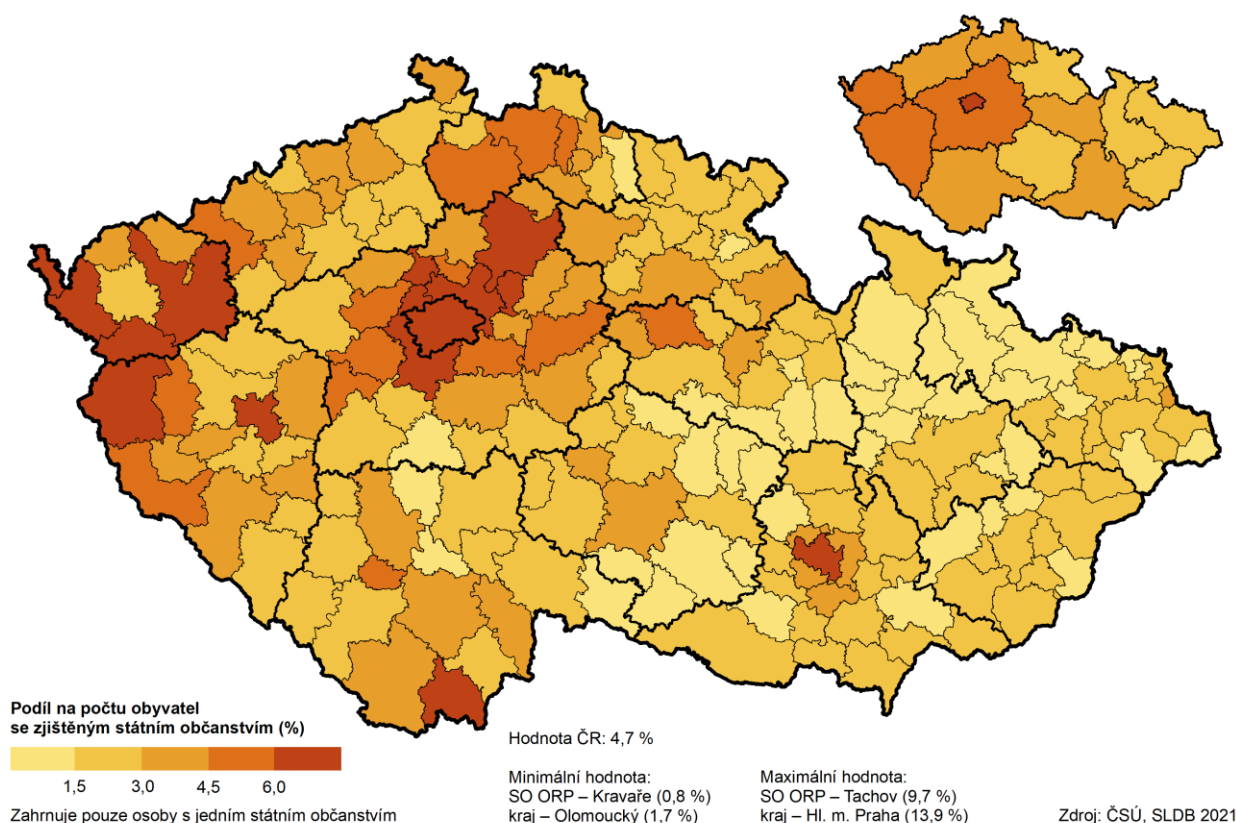 Podíl na počtu obyvatel
se zjištěným státním občanstvím (%)
1,5 3,0 4,5 6,0
Zahrnuje pouze osoby s jedním státním občanstvím
Hodnota ČR: 4,7 %
Minimální hodnota:
SO ORP – Kravaře (0,8 %)
kraj – Olomoucký (1,7 %)
Maximální hodnota:
SO ORP – Tachov (9,7 %)
kraj – Hl. m. Praha (13,9 %)
Zdroj: ČSÚ, SLDB 2021